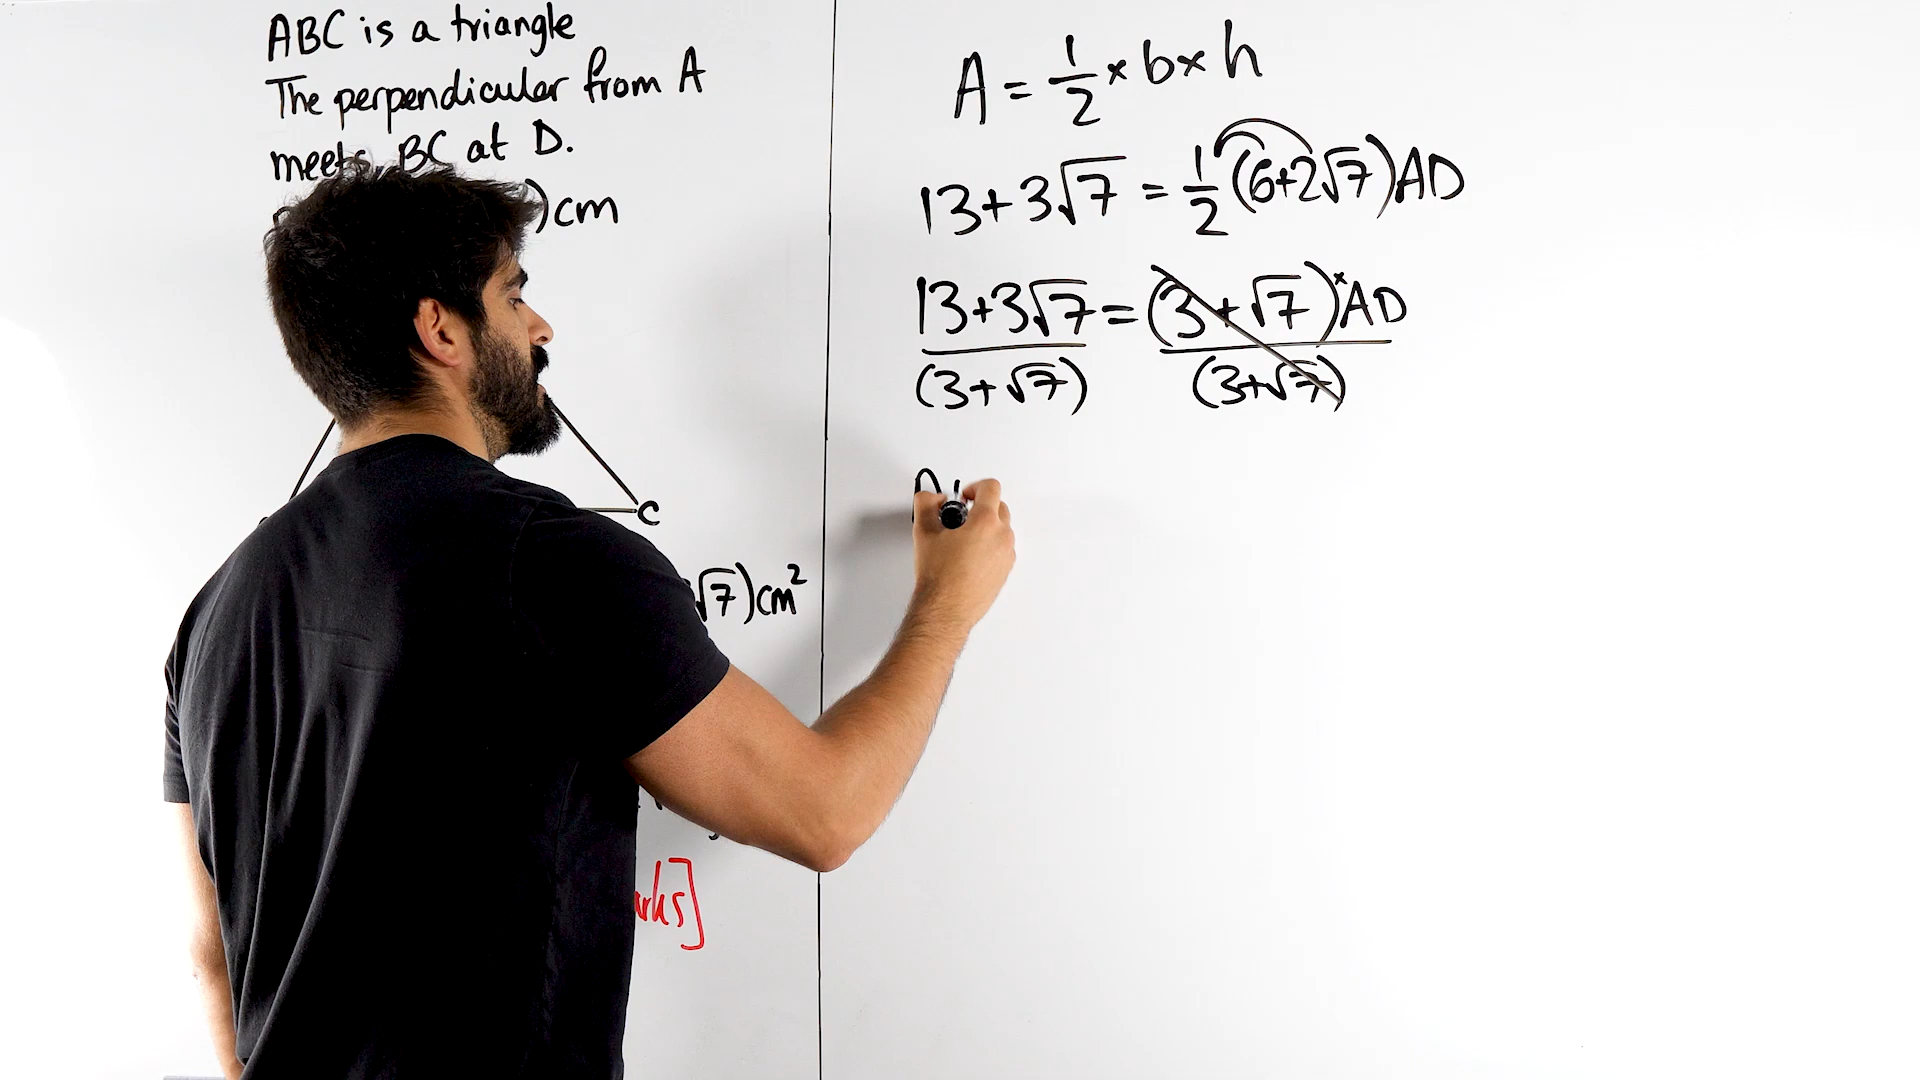 ABC is a triangle
The perpendicular from A
meets BC at D.
)cm
C
√7)cm²
]
A = 1/2 × b × h
13+3√7 = 1/2 (6+2√7)AD
13+3√7 = (3+√7)×AD
(3+√7) (3+√7)